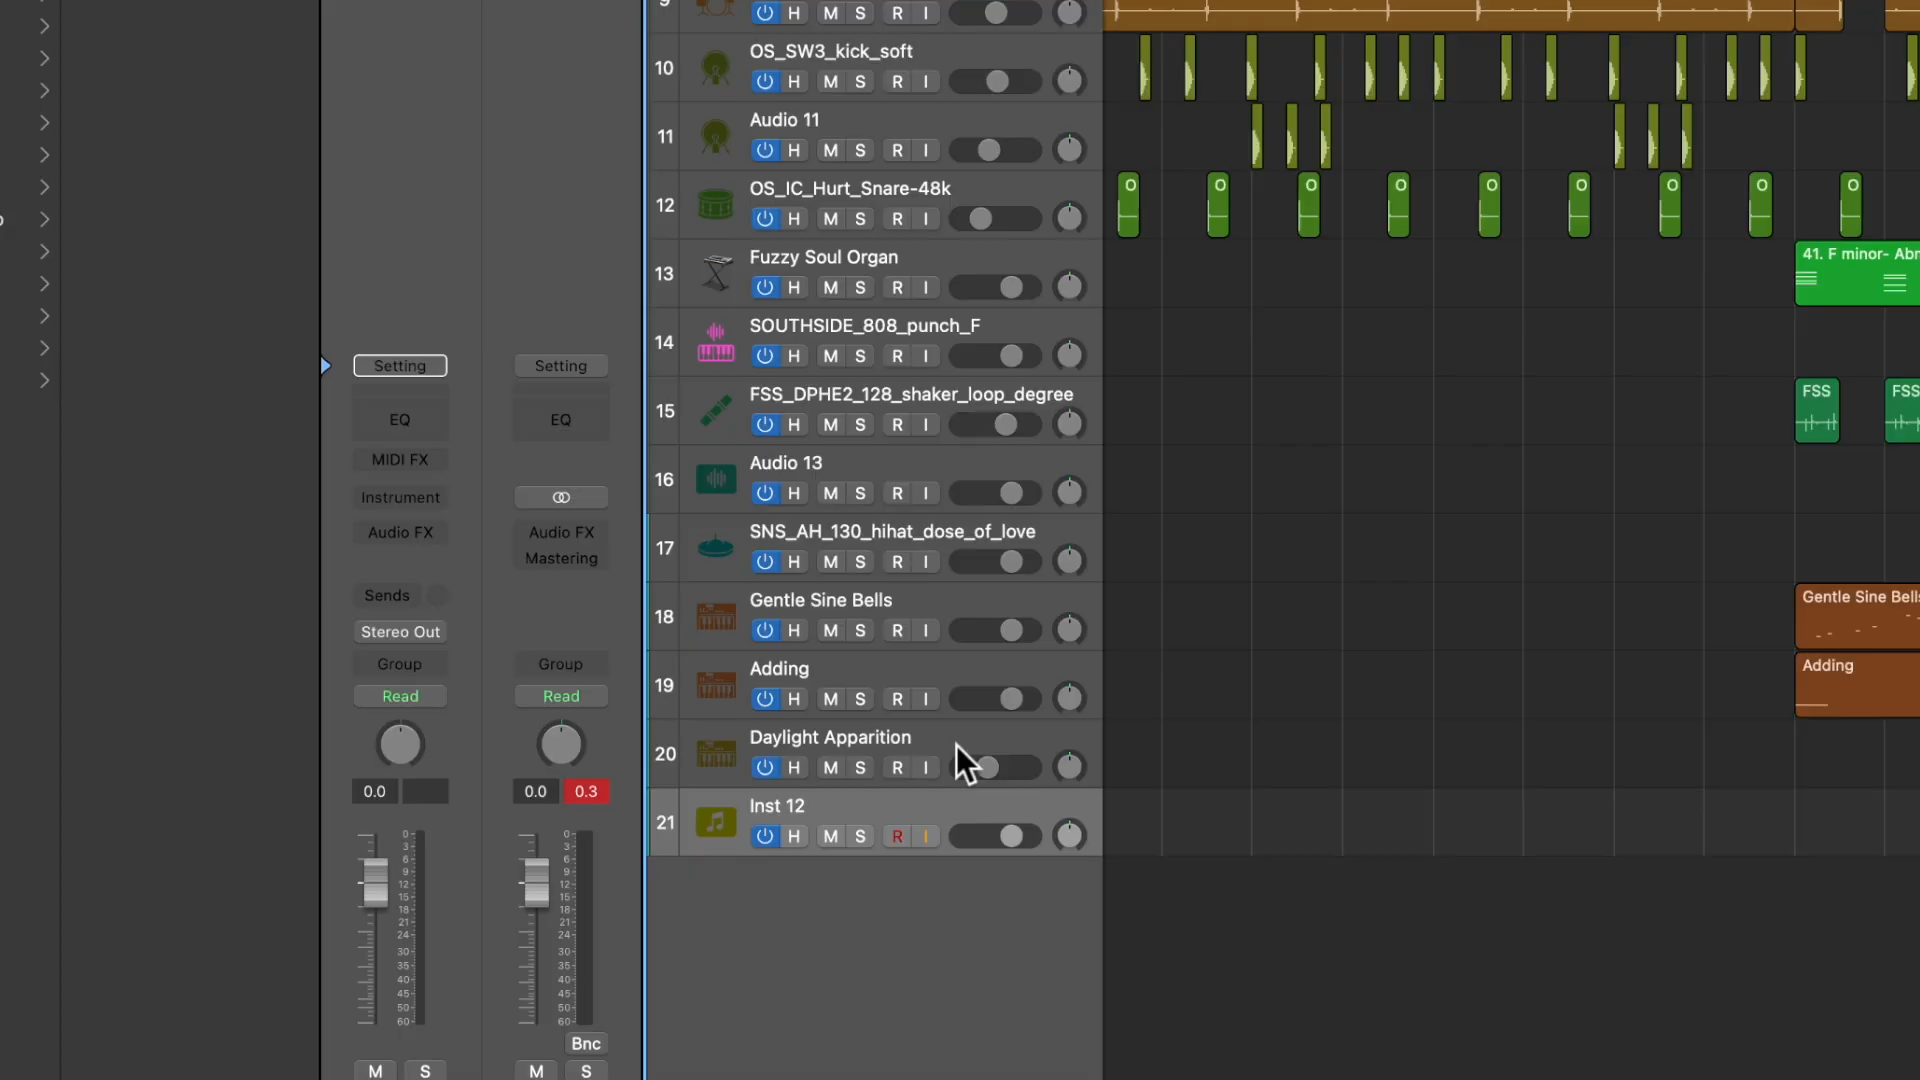 9
H M S R I
10
OS_SW3_kick_soft
H M S R I
11
Audio 11
H M S R I
12
OS_IC_Hurt_Snare-48k
H M S R I
O O O O O O O O O
13
Fuzzy Soul Organ
H M S R I
41. F minor- Abm
14
SOUTHSIDE_808_punch_F
H M S R I
15
FSS_DPHE2_128_shaker_loop_degree
H M S R I
FSS FSS
16
Audio 13
H M S R I
17
SNS_AH_130_hihat_dose_of_love
H M S R I
18
Gentle Sine Bells
H M S R I
Gentle Sine Bells
19
Adding
H M S R I
Adding
20
Daylight Apparition
H M S R I
21
Inst 12
H M S R I
Setting Setting
EQ EQ
MIDI FX
Instrument
Audio FX Audio FX
Mastering
Sends
Stereo Out
Group Group
Read Read
0.0 0.0 0.3
0 0
3 3
6 6
9 9
12 12
15 15
18 18
21 21
24 24
30 30
35 35
40 40
45 45
50 50
60 60
Bnc
M S M S